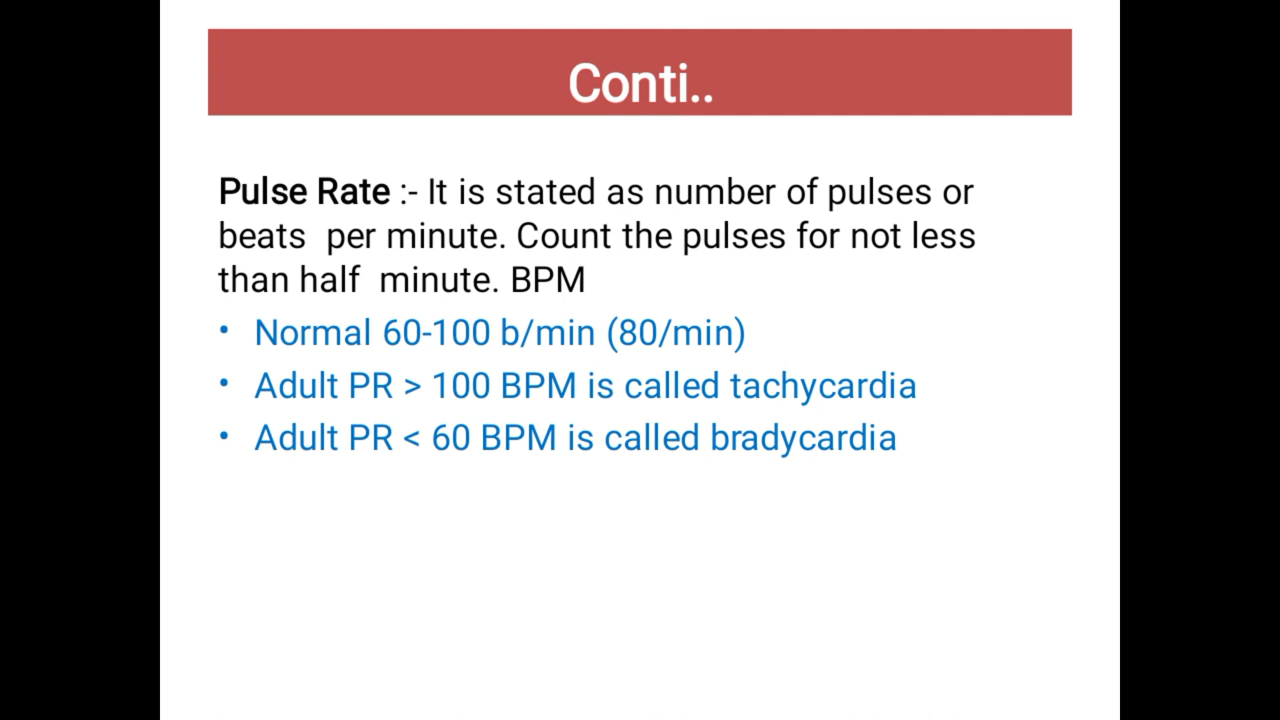 Conti..
Pulse Rate :- It is stated as number of pulses or
beats  per minute. Count the pulses for not less
than half  minute. BPM
• Normal 60-100 b/min (80/min)
• Adult PR > 100 BPM is called tachycardia
• Adult PR < 60 BPM is called bradycardia